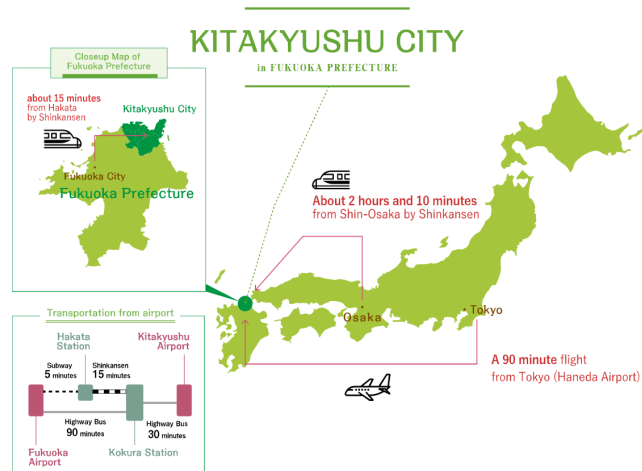 KITAKYUSHU CITY
in FUKUOKA PREFECTURE
Closeup Map of
Fukuoka Prefecture
about 15 minutes
from Hakata
by Shinkansen
Kitakyushu City
Fukuoka City
Fukuoka Prefecture
About 2 hours and 10 minutes
from Shin-Osaka by Shinkansen
Osaka
Tokyo
A 90 minute flight
from Tokyo (Haneda Airport)
Transportation from airport
Hakata
Station
Kitakyushu
Airport
Subway
5 minutes
Shinkansen
15 minutes
Highway Bus
90 minutes
Highway Bus
30 minutes
Fukuoka
Airport
Kokura Station